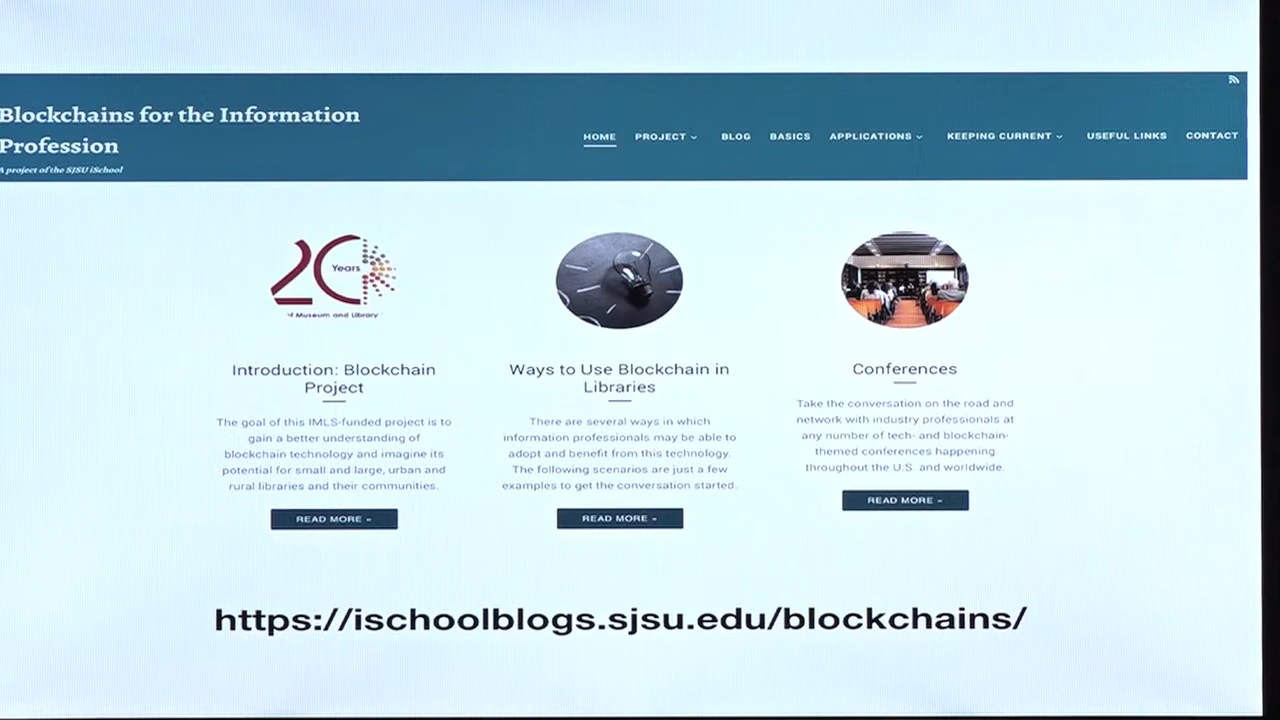 Blockchains for the Information
Profession
A project of the SJSU iSchool
HOME PROJECT BLOG BASICS APPLICATIONS KEEPING CURRENT USEFUL LINKS CONTACT
20
Years
Museum and Library
Introduction: Blockchain
Project
The goal of this IMLS-funded project is to
gain a better understanding of
blockchain technology and imagine its
potential for small and large, urban and
rural libraries and their communities.
READ MORE »
Ways to Use Blockchain in
Libraries
There are several ways in which
information professionals may be able to
adopt and benefit from this technology.
The following scenarios are just a few
examples to get the conversation started.
READ MORE »
Conferences
Take the conversation on the road and
network with industry professionals at
any number of tech- and blockchain-
themed conferences happening
throughout the U.S. and worldwide.
READ MORE »
https://ischoolblogs.sjsu.edu/blockchains/